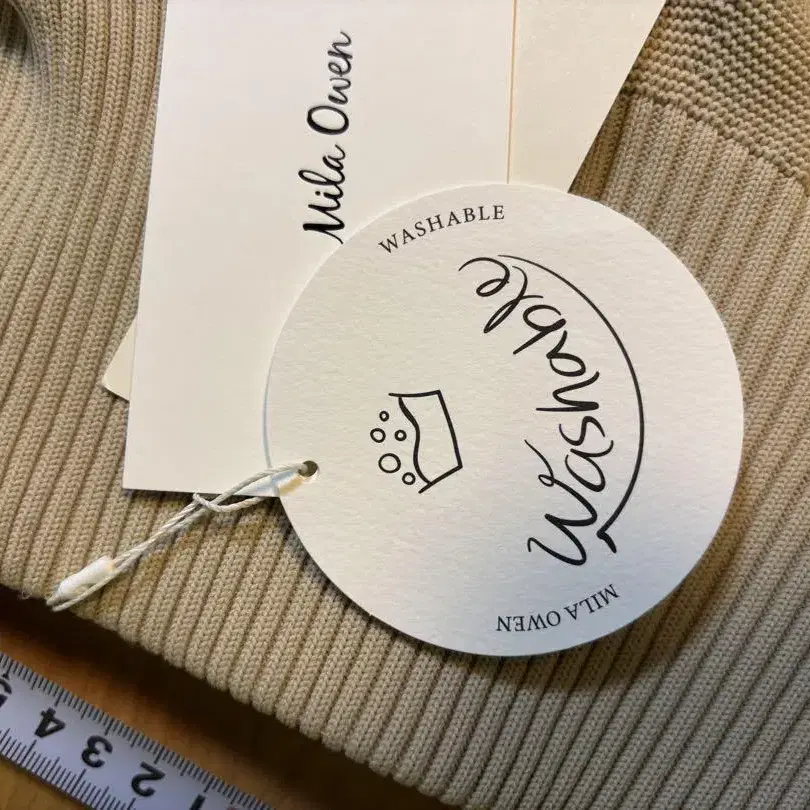 Mila Owen
WASHABLE
Washable
MILA OWEN
5 4 3 2 1